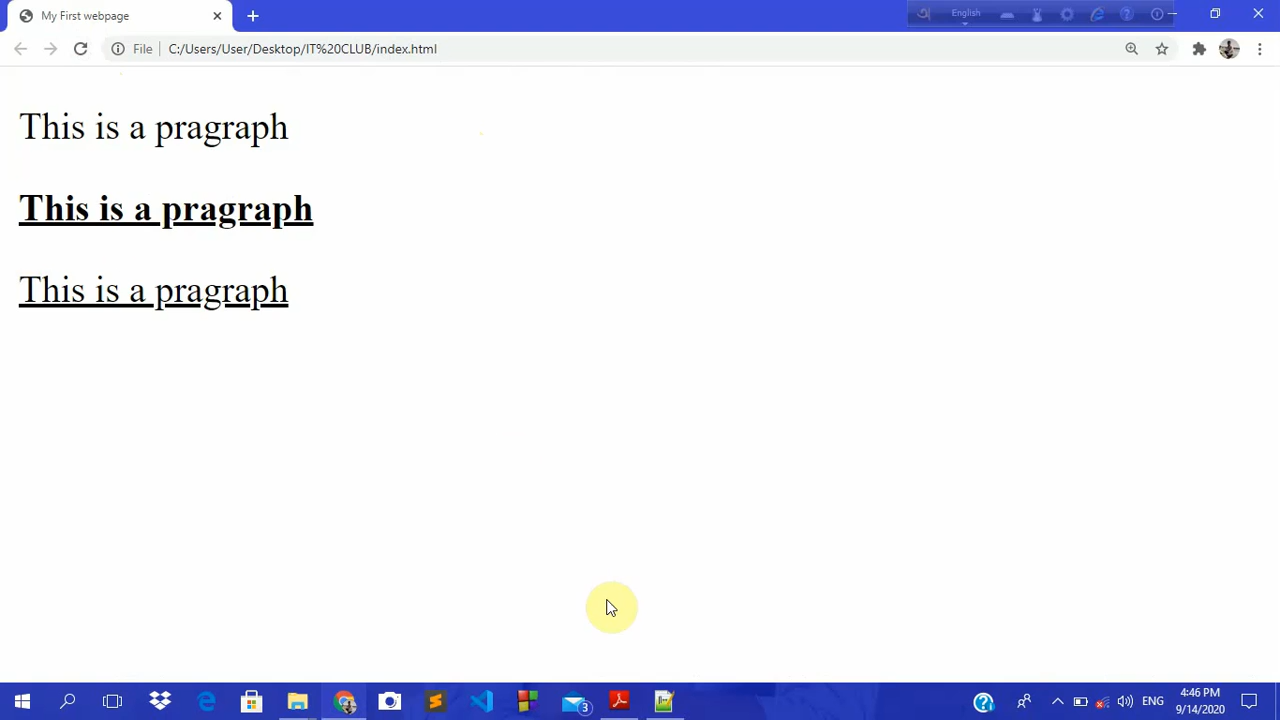 My First webpage
English
File C:/Users/User/Desktop/IT%20CLUB/index.html
This is a pragraph
This is a pragraph
This is a pragraph
3
ENG
4:46 PM
9/14/2020